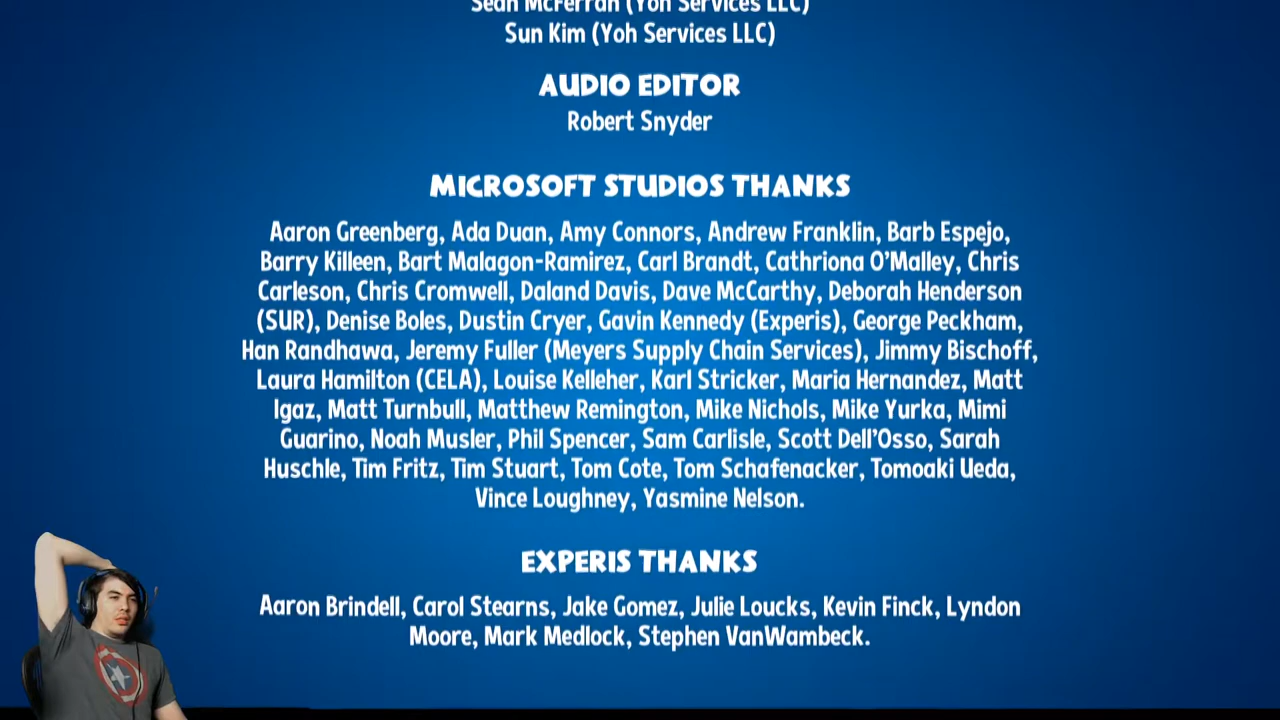 Sean McFerran (Yoh Services LLC)
Sun Kim (Yoh Services LLC)
AUDIO EDITOR
Robert Snyder
MICROSOFT STUDIOS THANKS
Aaron Greenberg, Ada Duan, Amy Connors, Andrew Franklin, Barb Espejo,
Barry Killeen, Bart Malagon-Ramirez, Carl Brandt, Cathriona O'Malley, Chris
Carleson, Chris Cromwell, Daland Davis, Dave McCarthy, Deborah Henderson
(SUR), Denise Boles, Dustin Cryer, Gavin Kennedy (Experis), George Peckham,
Han Randhawa, Jeremy Fuller (Meyers Supply Chain Services), Jimmy Bischoff,
Laura Hamilton (CELA), Louise Kelleher, Karl Stricker, Maria Hernandez, Matt
Igaz, Matt Turnbull, Matthew Remington, Mike Nichols, Mike Yurka, Mimi
Guarino, Noah Musler, Phil Spencer, Sam Carlisle, Scott Dell'Osso, Sarah
Huschle, Tim Fritz, Tim Stuart, Tom Cote, Tom Schafenacker, Tomoaki Ueda,
Vince Loughney, Yasmine Nelson.
EXPERIS THANKS
Aaron Brindell, Carol Stearns, Jake Gomez, Julie Loucks, Kevin Finck, Lyndon
Moore, Mark Medlock, Stephen VanWambeck.